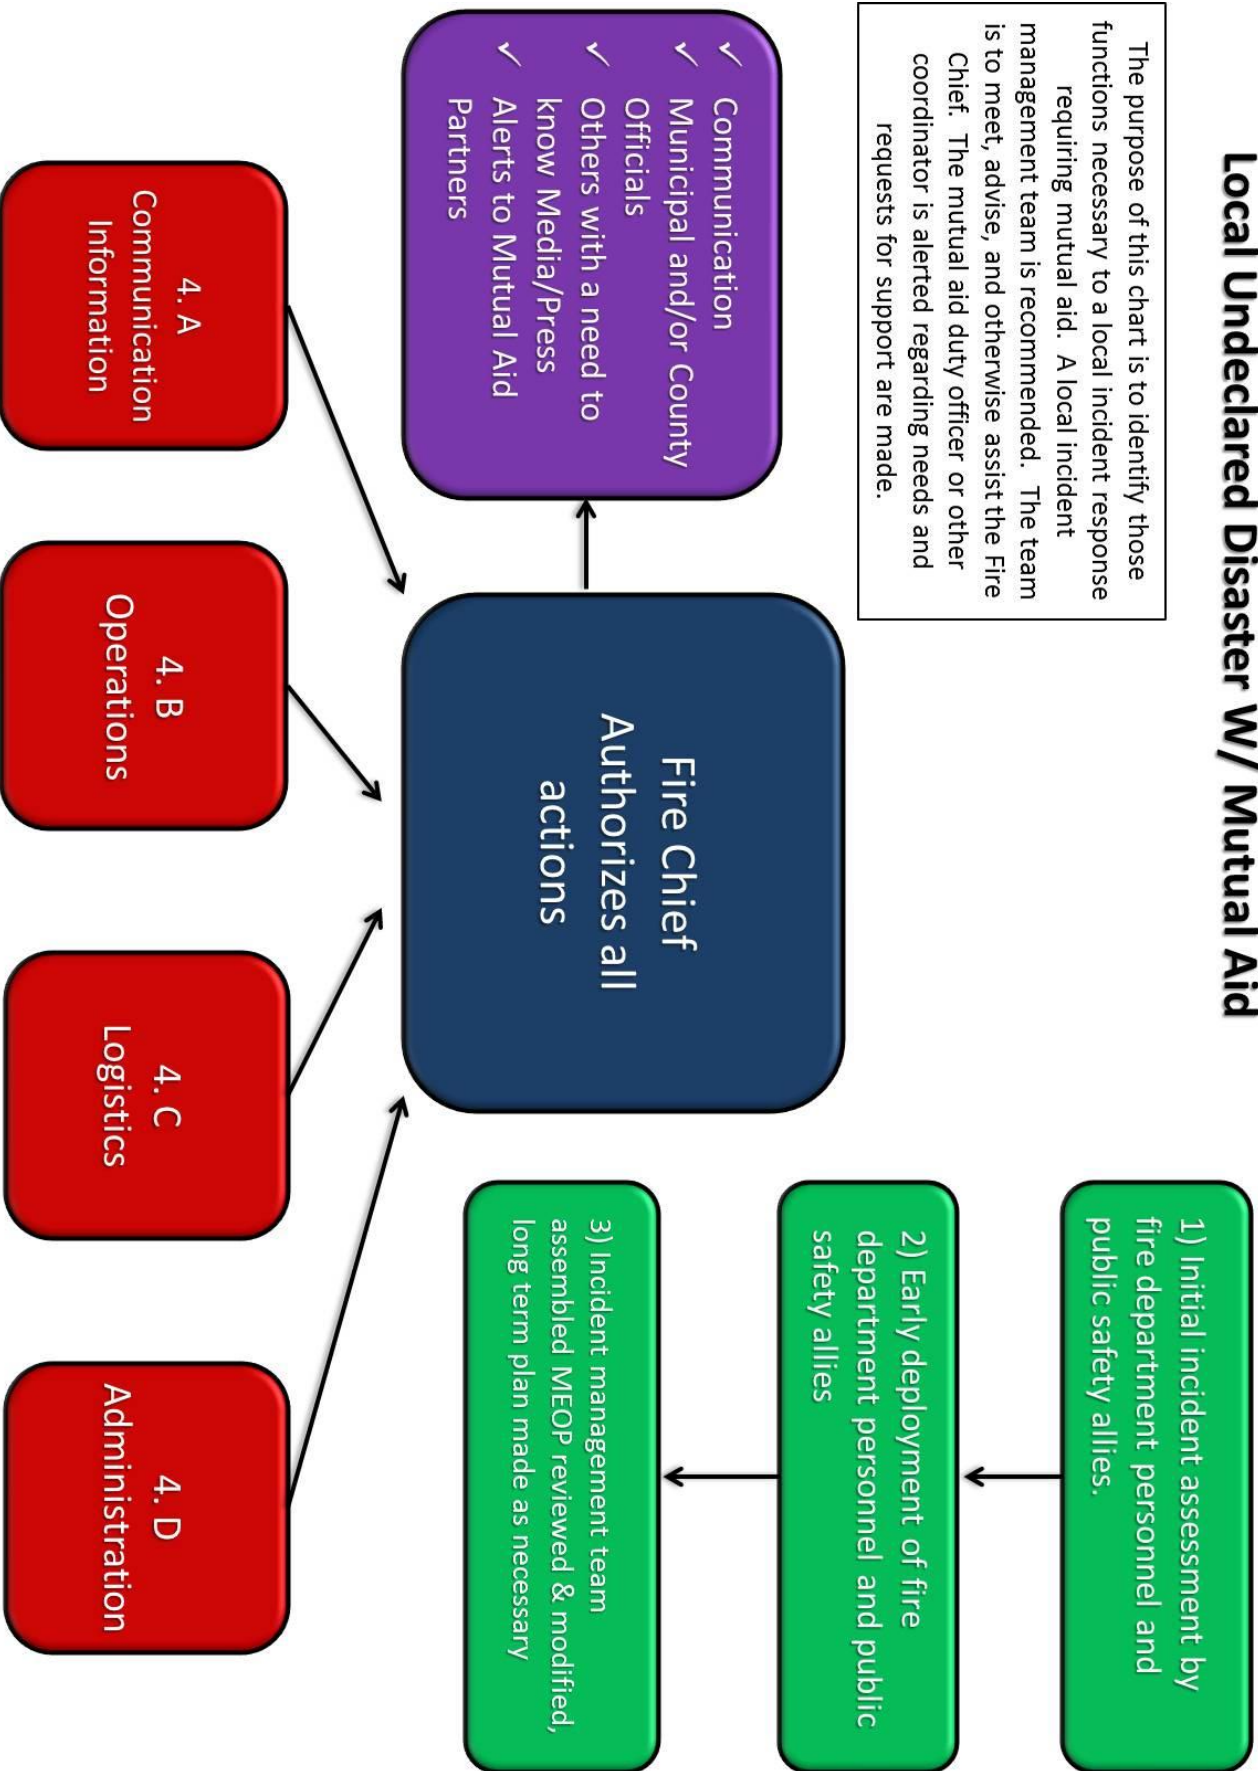 Local Undeclared Disaster W/ Mutual Aid
The purpose of this chart is to identify those
functions necessary to a local incident response
requiring mutual aid.  A local incident
management team is recommended.  The team
is to meet, advise, and otherwise assist the Fire
Chief.  The mutual aid duty officer or other
coordinator is alerted regarding needs and
requests for support are made.
1) Initial incident assessment by
fire department personnel and
public safety allies.
2) Early deployment of fire
department personnel and public
safety allies
3) Incident management team
assembled MEOP reviewed & modified,
long term plan made as necessary
✓ Communication
✓ Municipal and/or County
Officials
✓ Others with a need to
know Media/Press
✓ Alerts to Mutual Aid
Partners
Fire Chief
Authorizes all
actions
4. A
Communication
Information
4. B
Operations
4. C
Logistics
4. D
Administration